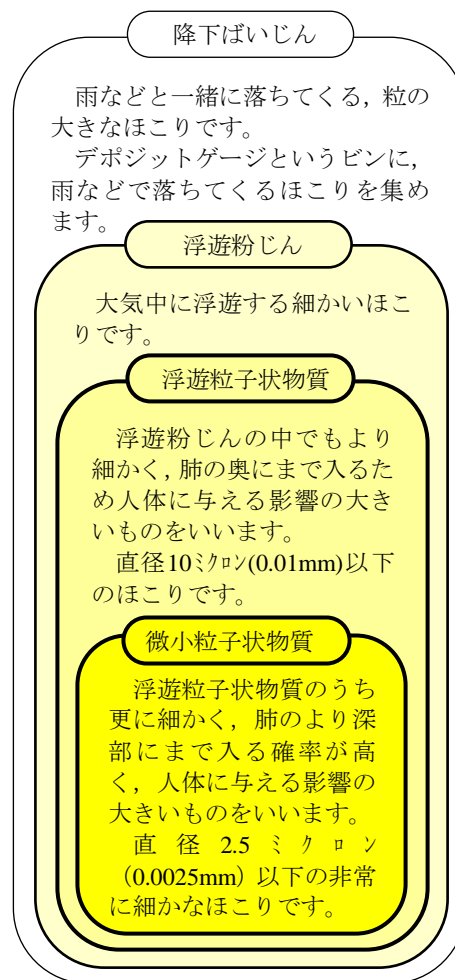 降下ばいじん
雨などと一緒に落ちてくる, 粒の
大きなほこりです。
デポジットゲージというビンに,
雨などで落ちてくるほこりを集め
ます。
浮遊粉じん
大気中に浮遊する細かいほこ
りです。
浮遊粒子状物質
浮遊粉じんの中でもより
細かく, 肺の奥にまで入るた
め人体に与える影響の大き
いものをいいます。
直径10ミクロン(0.01mm)以下
のほこりです。
微小粒子状物質
浮遊粒子状物質のうち
更に細かく, 肺のより深
部にまで入る確率が高
く, 人体に与える影響の
大きいものをいいます。
直径2.5ミクロン
(0.0025mm) 以下の非常
に細かなほこりです。